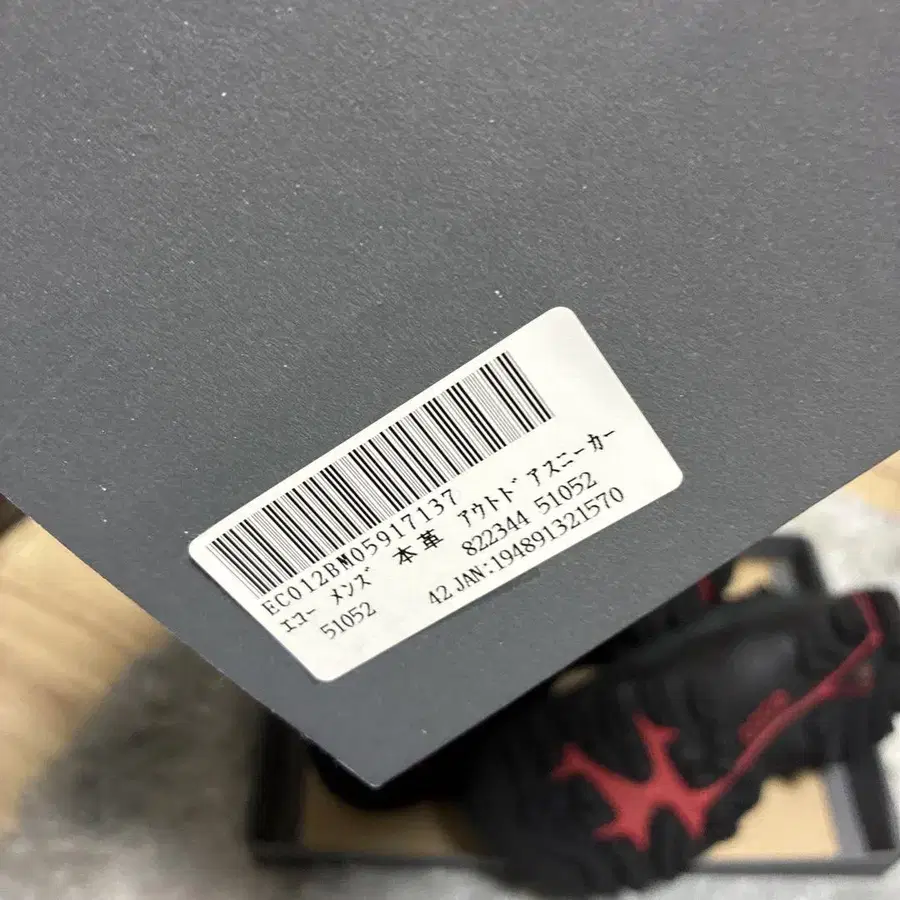 EC012BM05917137
エコー メンズ 本革 アウトドアスニーカー
822344 51052
51052 42 JAN:194891321570